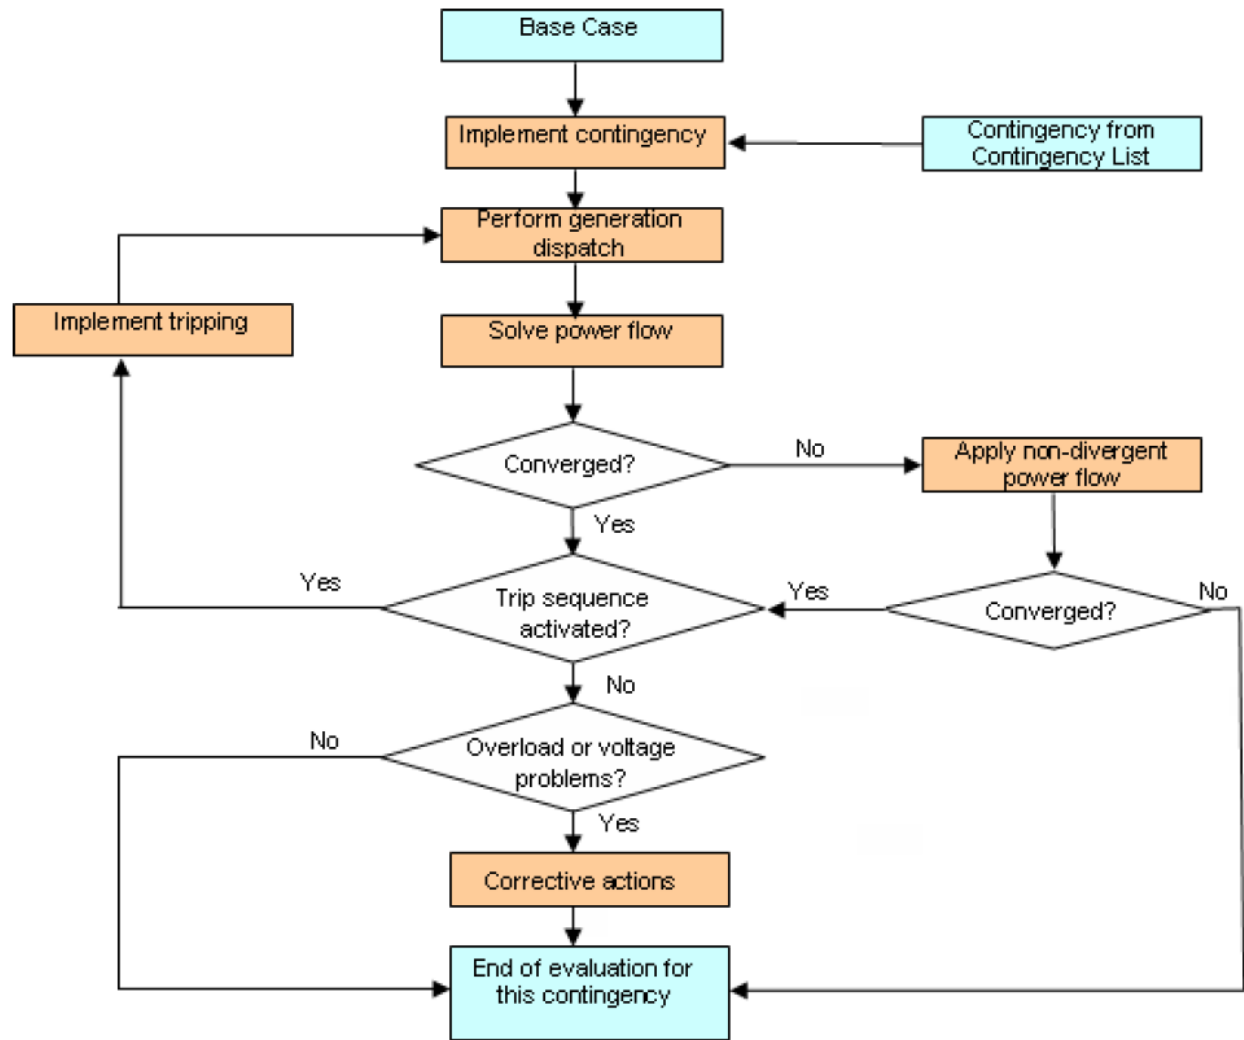 Base Case
Implement contingency
Contingency from
Contingency List
Perform generation
dispatch
Implement tripping
Solve power flow
Converged?
No
Apply non-divergent
power flow
Yes
Yes
Trip sequence
activated?
Yes
Converged?
No
No
No
Overload or voltage
problems?
Yes
Corrective actions
End of evaluation for
this contingency